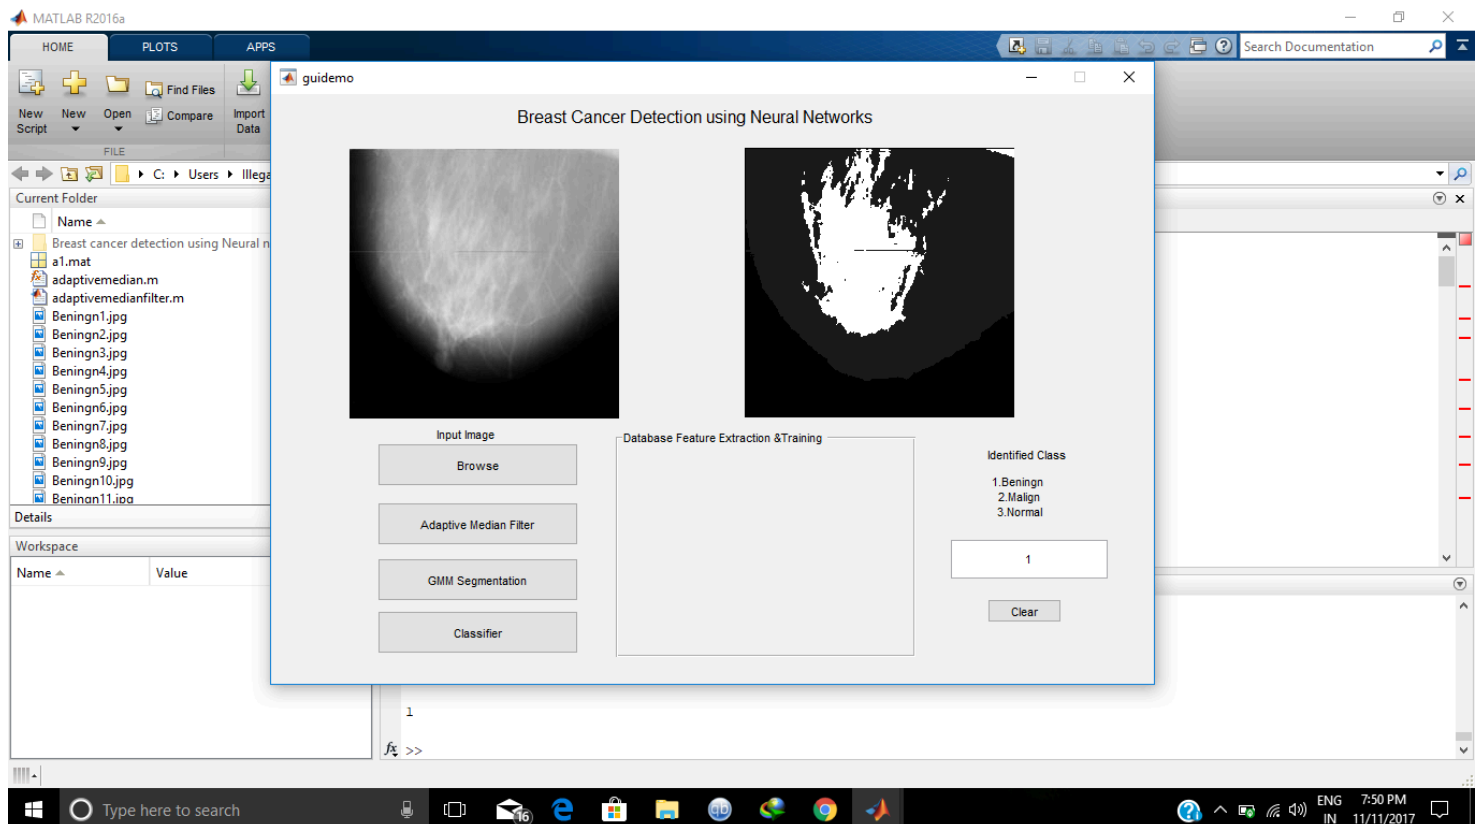 MATLAB R2016a
HOME
PLOTS
APPS
Search Documentation
New Script
New
Open
Find Files
Compare
Import Data
FILE
C:
Users
Illega
Current Folder
Name
Breast cancer detection using Neural n
a1.mat
adaptivemedian.m
adaptivemedianfilter.m
Beningn1.jpg
Beningn2.jpg
Beningn3.jpg
Beningn4.jpg
Beningn5.jpg
Beningn6.jpg
Beningn7.jpg
Beningn8.jpg
Beningn9.jpg
Beningn10.jpg
Beningn11.jpg
Details
Workspace
Name
Value
guidemo
Breast Cancer Detection using Neural Networks
Input Image
Browse
Adaptive Median Filter
GMM Segmentation
Classifier
Database Feature Extraction &Training
Identified Class
1.Beningn
2.Malign
3.Normal
1
Clear
1
fx >>
Type here to search
16
qb
ENG
IN
7:50 PM
11/11/2017